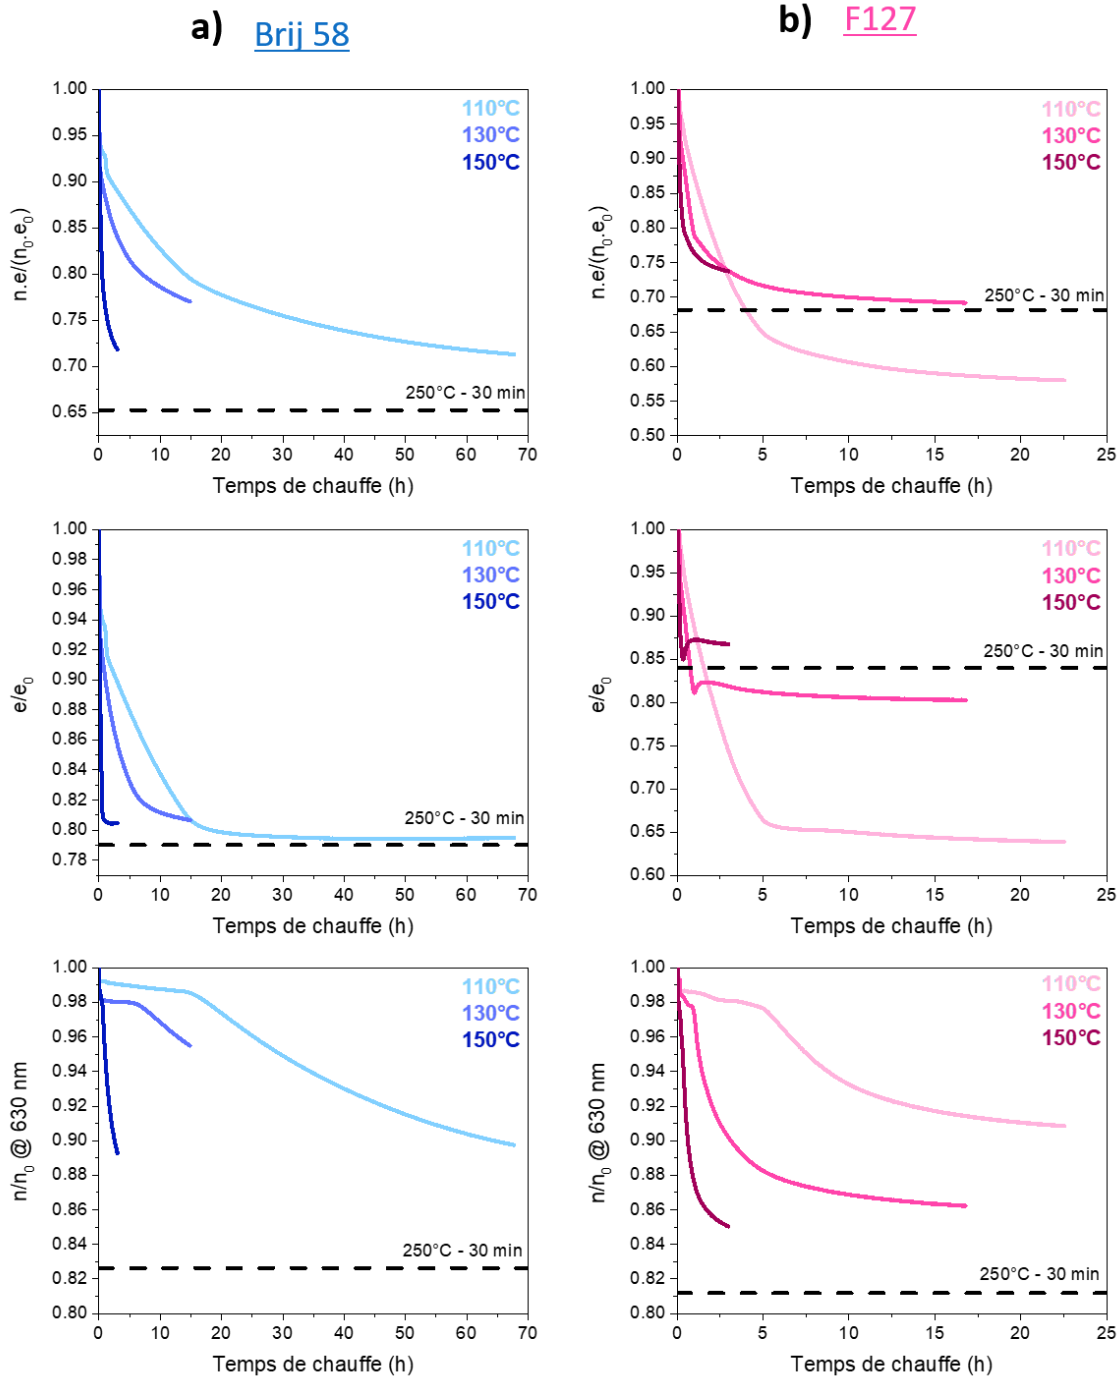 a) Brij 58
b) F127
1.00
0.95
0.90
0.85
0.80
0.75
0.70
0.65
n.e/(n0.e0)
110°C
130°C
150°C
250°C - 30 min
0 10 20 30 40 50 60 70
Temps de chauffe (h)
1.00
0.95
0.90
0.85
0.80
0.75
0.70
0.65
0.60
0.55
0.50
n.e/(n0.e0)
110°C
130°C
150°C
250°C - 30 min
0 5 10 15 20 25
Temps de chauffe (h)
1.00
0.98
0.96
0.94
0.92
0.90
0.88
0.86
0.84
0.82
0.80
0.78
e/e0
110°C
130°C
150°C
250°C - 30 min
0 10 20 30 40 50 60 70
Temps de chauffe (h)
1.00
0.95
0.90
0.85
0.80
0.75
0.70
0.65
0.60
e/e0
110°C
130°C
150°C
250°C - 30 min
0 5 10 15 20 25
Temps de chauffe (h)
1.00
0.98
0.96
0.94
0.92
0.90
0.88
0.86
0.84
0.82
0.80
n/n0 @ 630 nm
110°C
130°C
150°C
250°C - 30 min
0 10 20 30 40 50 60 70
Temps de chauffe (h)
1.00
0.98
0.96
0.94
0.92
0.90
0.88
0.86
0.84
0.82
0.80
n/n0 @ 630 nm
110°C
130°C
150°C
250°C - 30 min
0 5 10 15 20 25
Temps de chauffe (h)